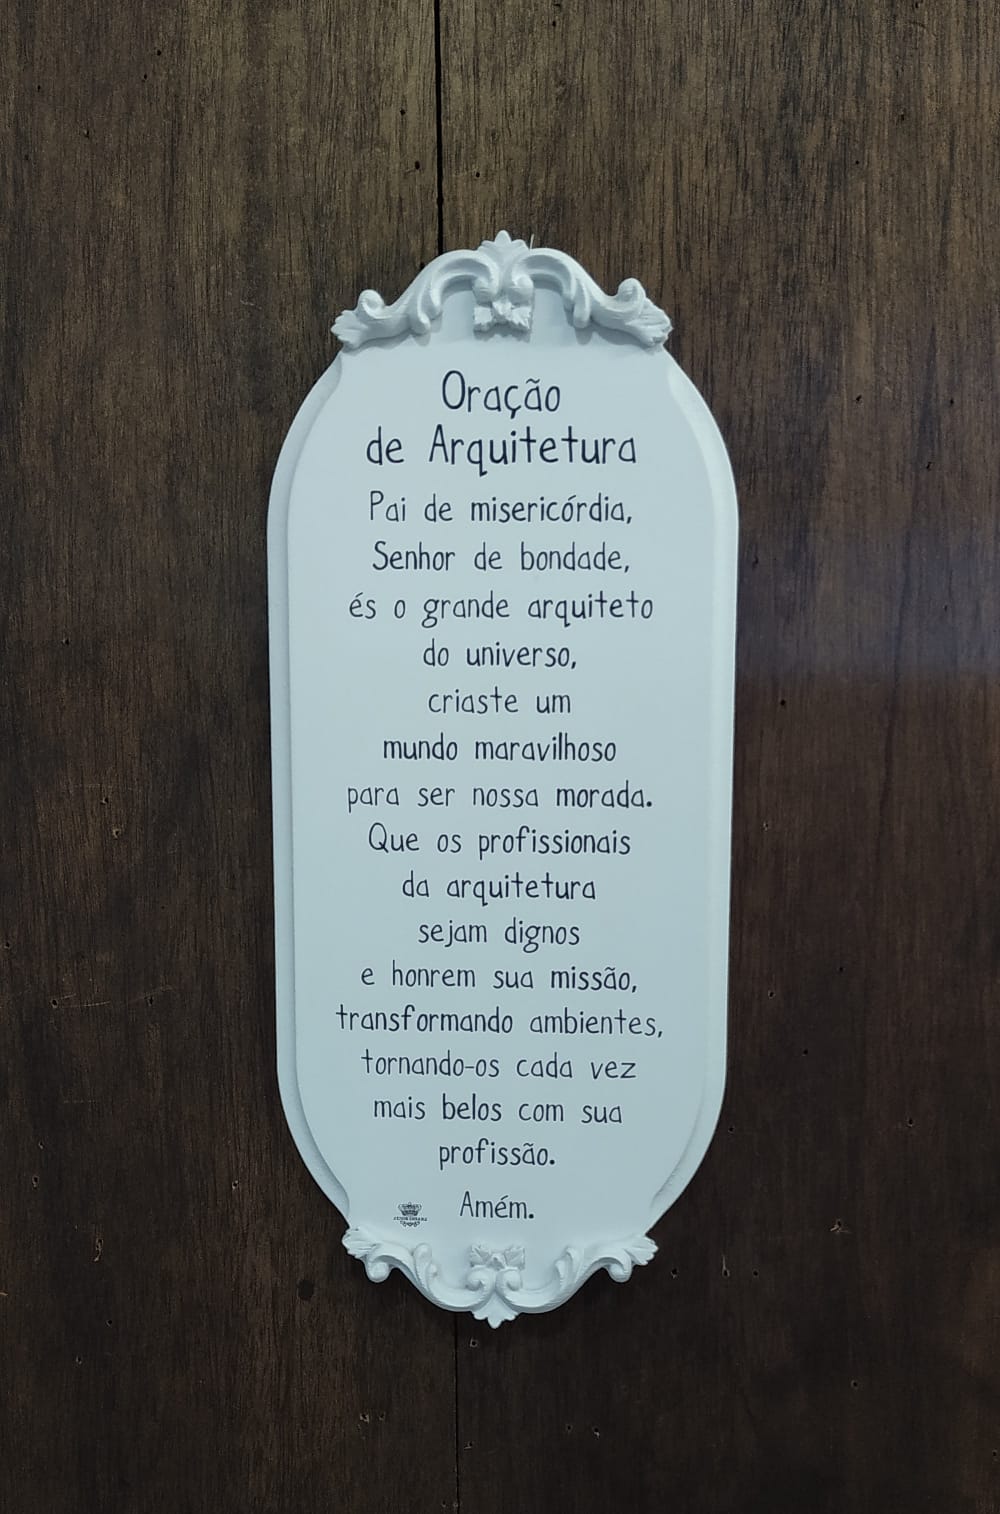 Oração
de Arquitetura
Pai de misericórdia,
Senhor de bondade,
és o grande arquiteto
do universo,
criaste um
mundo maravilhoso
para ser nossa morada.
Que os profissionais
da arquitetura
sejam dignos
e honrem sua missão,
transformando ambientes,
tornando-os cada vez
mais belos com sua
profissão.
Amém.